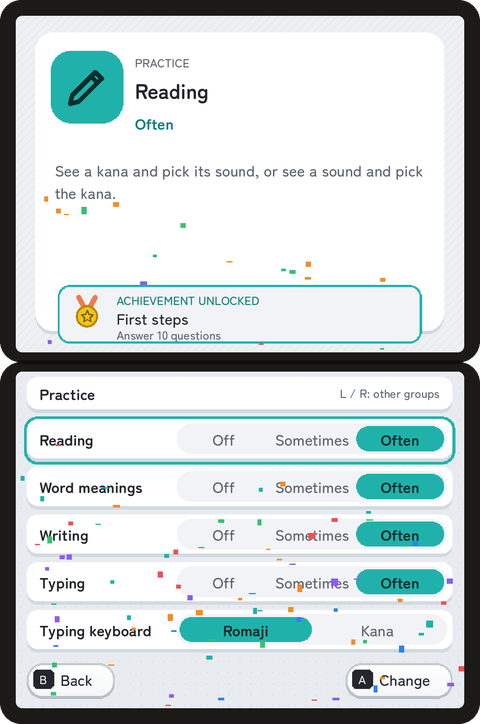 PRACTICE
Reading
Often
See a kana and pick its sound, or see a sound and pick
the kana.
ACHIEVEMENT UNLOCKED
First steps
Answer 10 questions
Practice L / R: other groups
Reading Off Sometimes Often
Word meanings Off Sometimes Often
Writing Off Sometimes Often
Typing Off Sometimes Often
Typing keyboard Romaji Kana
B Back A Change